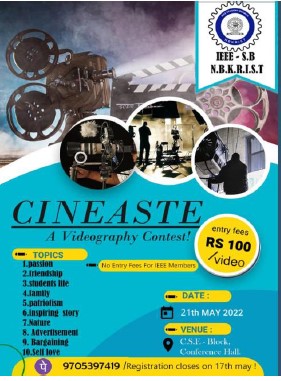 IEEE - S.B
N.B.K.R.I.S.T
CINEASTE
A Videography Contest!
entry fees
RS 100
/video
TOPICS
No Entry Fees For IEEE Members
1.passion
2.friendship
3.students life
4.family
5.patriotism
6.inspiring story
7.Nature
8. Advertisement
9. Bargaining
10.Self love
DATE :
21th MAY 2022
VENUE :
C.S.E - Block,
Conference Hall.
9705397419 /Registration closes on 17th may !